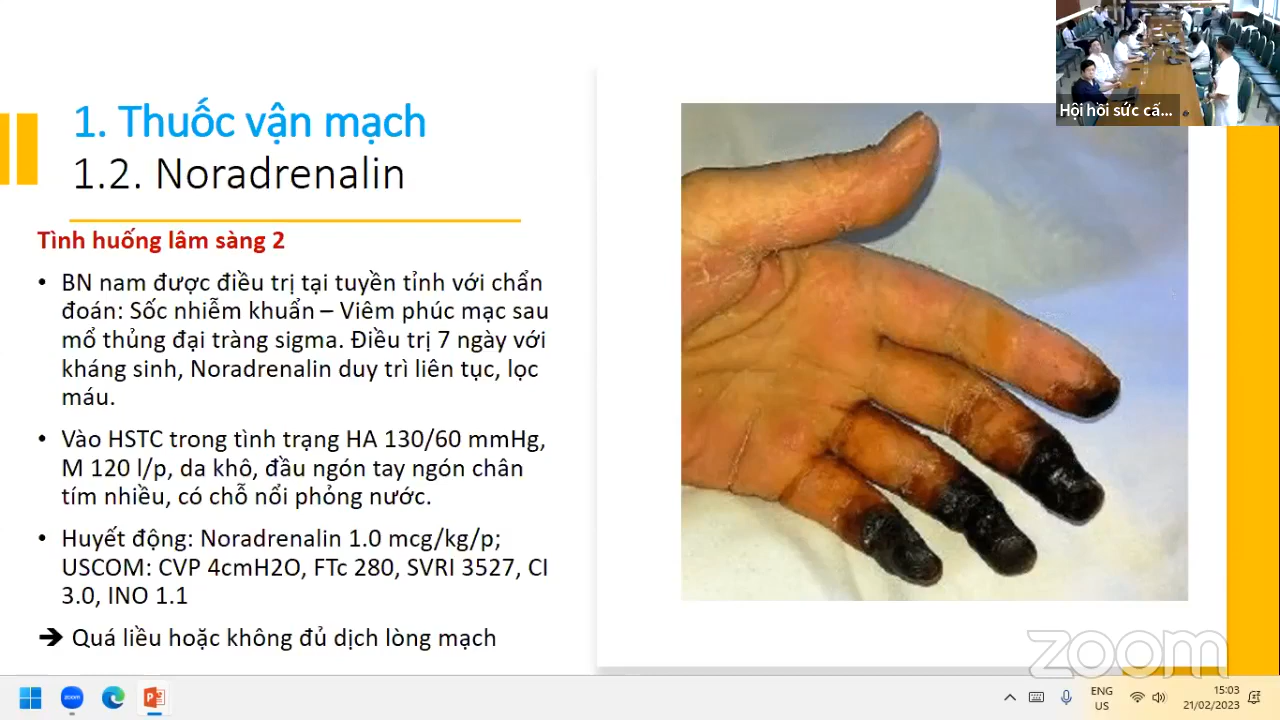 Hội hồi sức cấ...
1. Thuốc vận mạch
1.2. Noradrenalin
Tình huống lâm sàng 2
• BN nam được điều trị tại tuyền tỉnh với chẩn
đoán: Sốc nhiễm khuẩn – Viêm phúc mạc sau
mổ thủng đại tràng sigma. Điều trị 7 ngày với
kháng sinh, Noradrenalin duy trì liên tục, lọc
máu.
• Vào HSTC trong tình trạng HA 130/60 mmHg,
M 120 l/p, da khô, đầu ngón tay ngón chân
tím nhiều, có chỗ nổi phỏng nước.
• Huyết động: Noradrenalin 1.0 mcg/kg/p;
USCOM: CVP 4cmH2O, FTc 280, SVRI 3527, CI
3.0, INO 1.1
➔ Quá liều hoặc không đủ dịch lòng mạch
zoom
zoom
ENG
US
15:03
21/02/2023